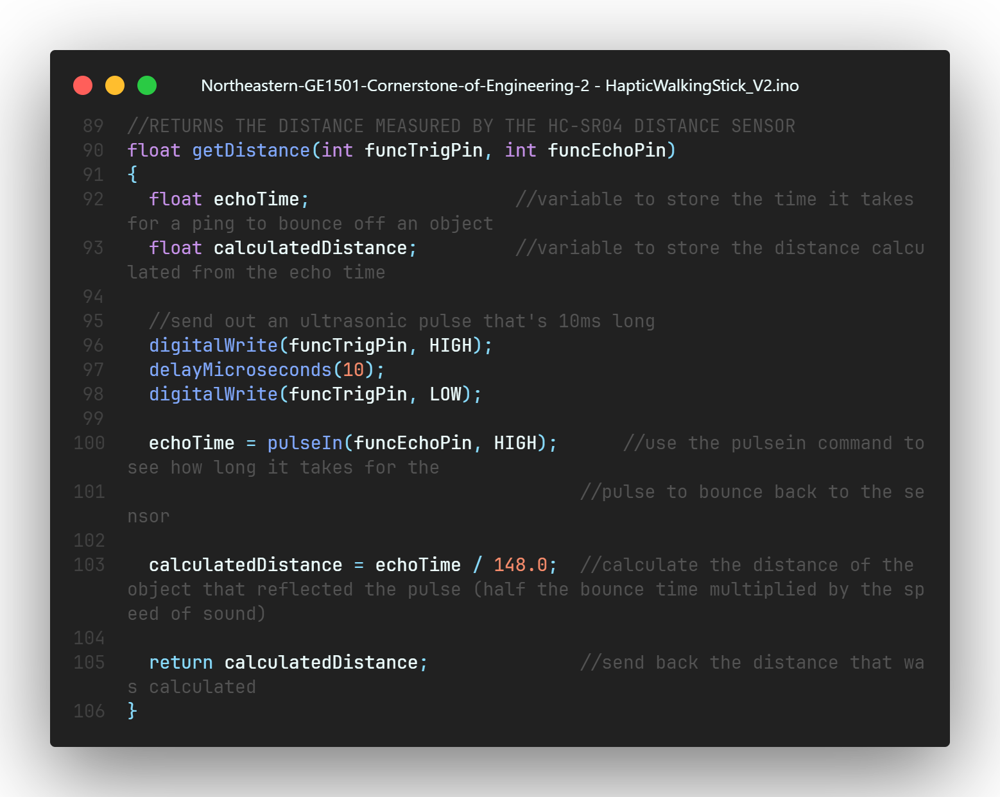 Northeastern-GE1501-Cornerstone-of-Engineering-2 - HapticWalkingStick_V2.ino
89 //RETURNS THE DISTANCE MEASURED BY THE HC-SR04 DISTANCE SENSOR
90 float getDistance(int funcTrigPin, int funcEchoPin)
91 {
92   float echoTime;                   //variable to store the time it takes
for a ping to bounce off an object
93   float calculatedDistance;         //variable to store the distance calcu
lated from the echo time
94
95   //send out an ultrasonic pulse that's 10ms long
96   digitalWrite(funcTrigPin, HIGH);
97   delayMicroseconds(10);
98   digitalWrite(funcTrigPin, LOW);
99
100   echoTime = pulseIn(funcEchoPin, HIGH);      //use the pulsein command to
see how long it takes for the
101                                           //pulse to bounce back to the se
nsor
102
103   calculatedDistance = echoTime / 148.0;  //calculate the distance of the
object that reflected the pulse (half the bounce time multiplied by the sp
eed of sound)
104
105   return calculatedDistance;              //send back the distance that wa
s calculated
106 }